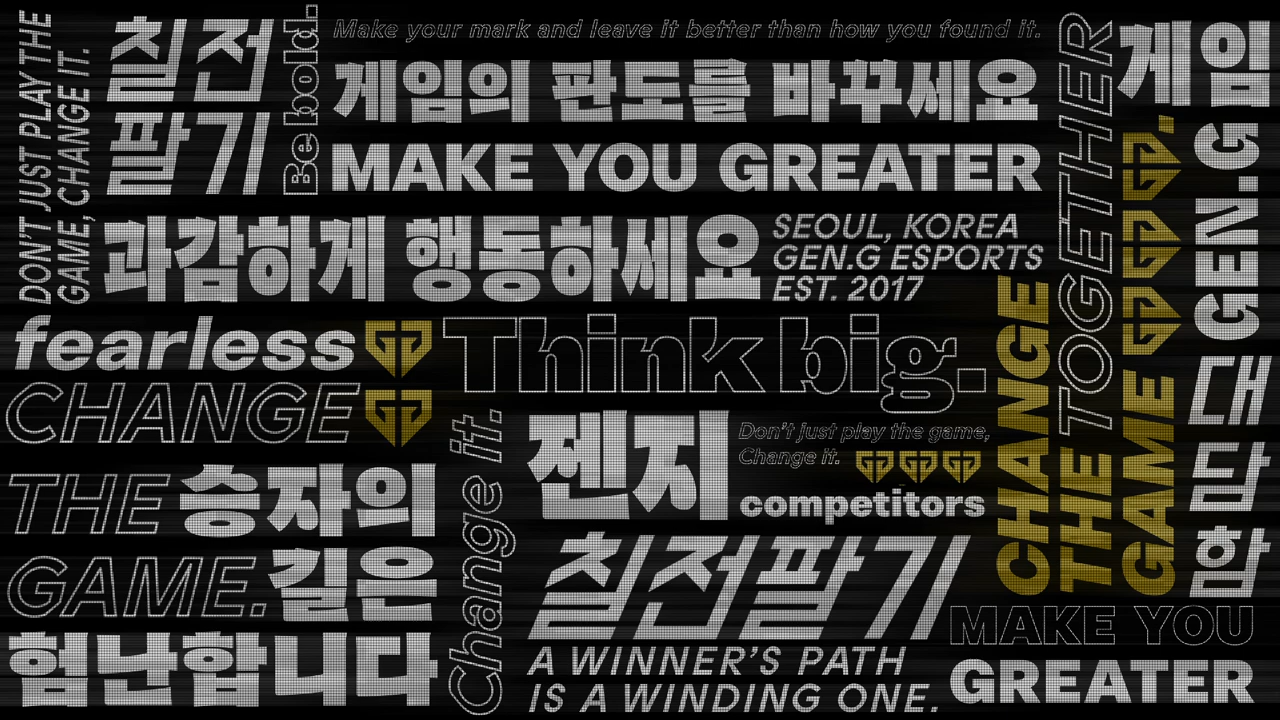 DON'T JUST PLAY THE
GAME, CHANGE IT.
칠전
팔기
Be bold.
Make your mark and leave it better than how you found it.
게임의 판도를 바꾸세요
MAKE YOU GREATER
과감하게 행동하세요
SEOUL, KOREA
GEN.G ESPORTS
EST. 2017
fearless
CHANGE
THE 승자의
GAME. 길은
험난합니다
Think big.
Change it.
젠지
Don't just play the game,
Change it.
competitors
칠전팔기
A WINNER'S PATH
IS A WINDING ONE.
CHANGE
THE TOGETHER
GAME
게임
GEN.G
대단합
MAKE YOU
GREATER